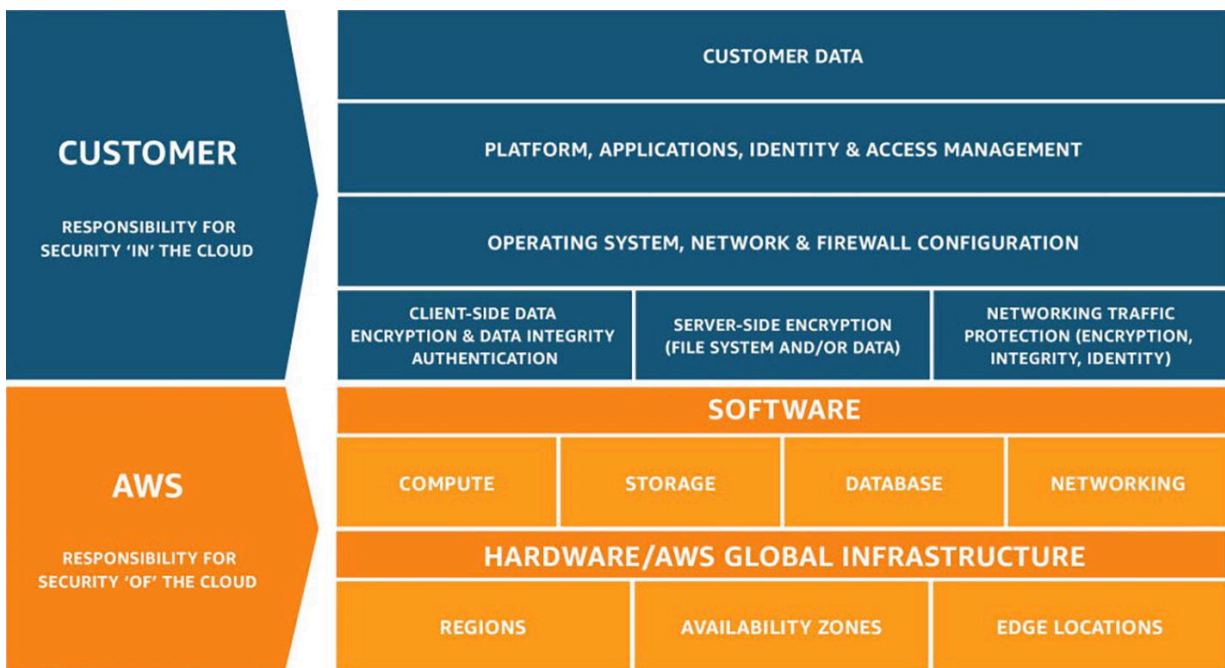 CUSTOMER
RESPONSIBILITY FOR
SECURITY ‘IN’ THE CLOUD
CUSTOMER DATA
PLATFORM, APPLICATIONS, IDENTITY & ACCESS MANAGEMENT
OPERATING SYSTEM, NETWORK & FIREWALL CONFIGURATION
CLIENT-SIDE DATA
ENCRYPTION & DATA INTEGRITY
AUTHENTICATION
SERVER-SIDE ENCRYPTION
(FILE SYSTEM AND/OR DATA)
NETWORKING TRAFFIC
PROTECTION (ENCRYPTION,
INTEGRITY, IDENTITY)
AWS
RESPONSIBILITY FOR
SECURITY ‘OF’ THE CLOUD
SOFTWARE
COMPUTE
STORAGE
DATABASE
NETWORKING
HARDWARE/AWS GLOBAL INFRASTRUCTURE
REGIONS
AVAILABILITY ZONES
EDGE LOCATIONS